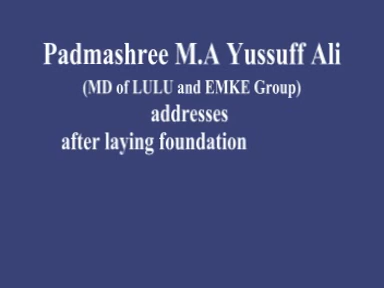 Padmashree M.A Yussuff Ali
(MD of LULU and EMKE Group)
addresses
after laying foundation